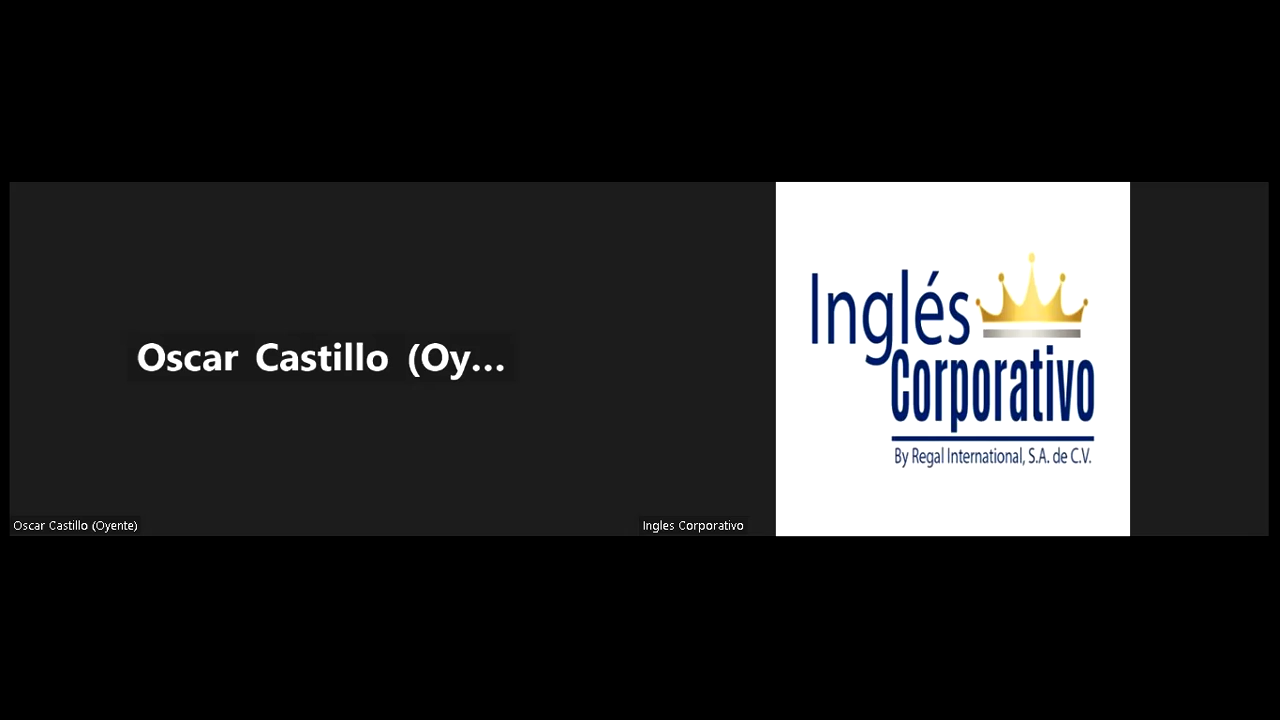 Oscar Castillo (Oy...
Oscar Castillo (Oyente)
Inglés
Corporativo
By Regal International, S.A. de C.V.
Ingles Corporativo